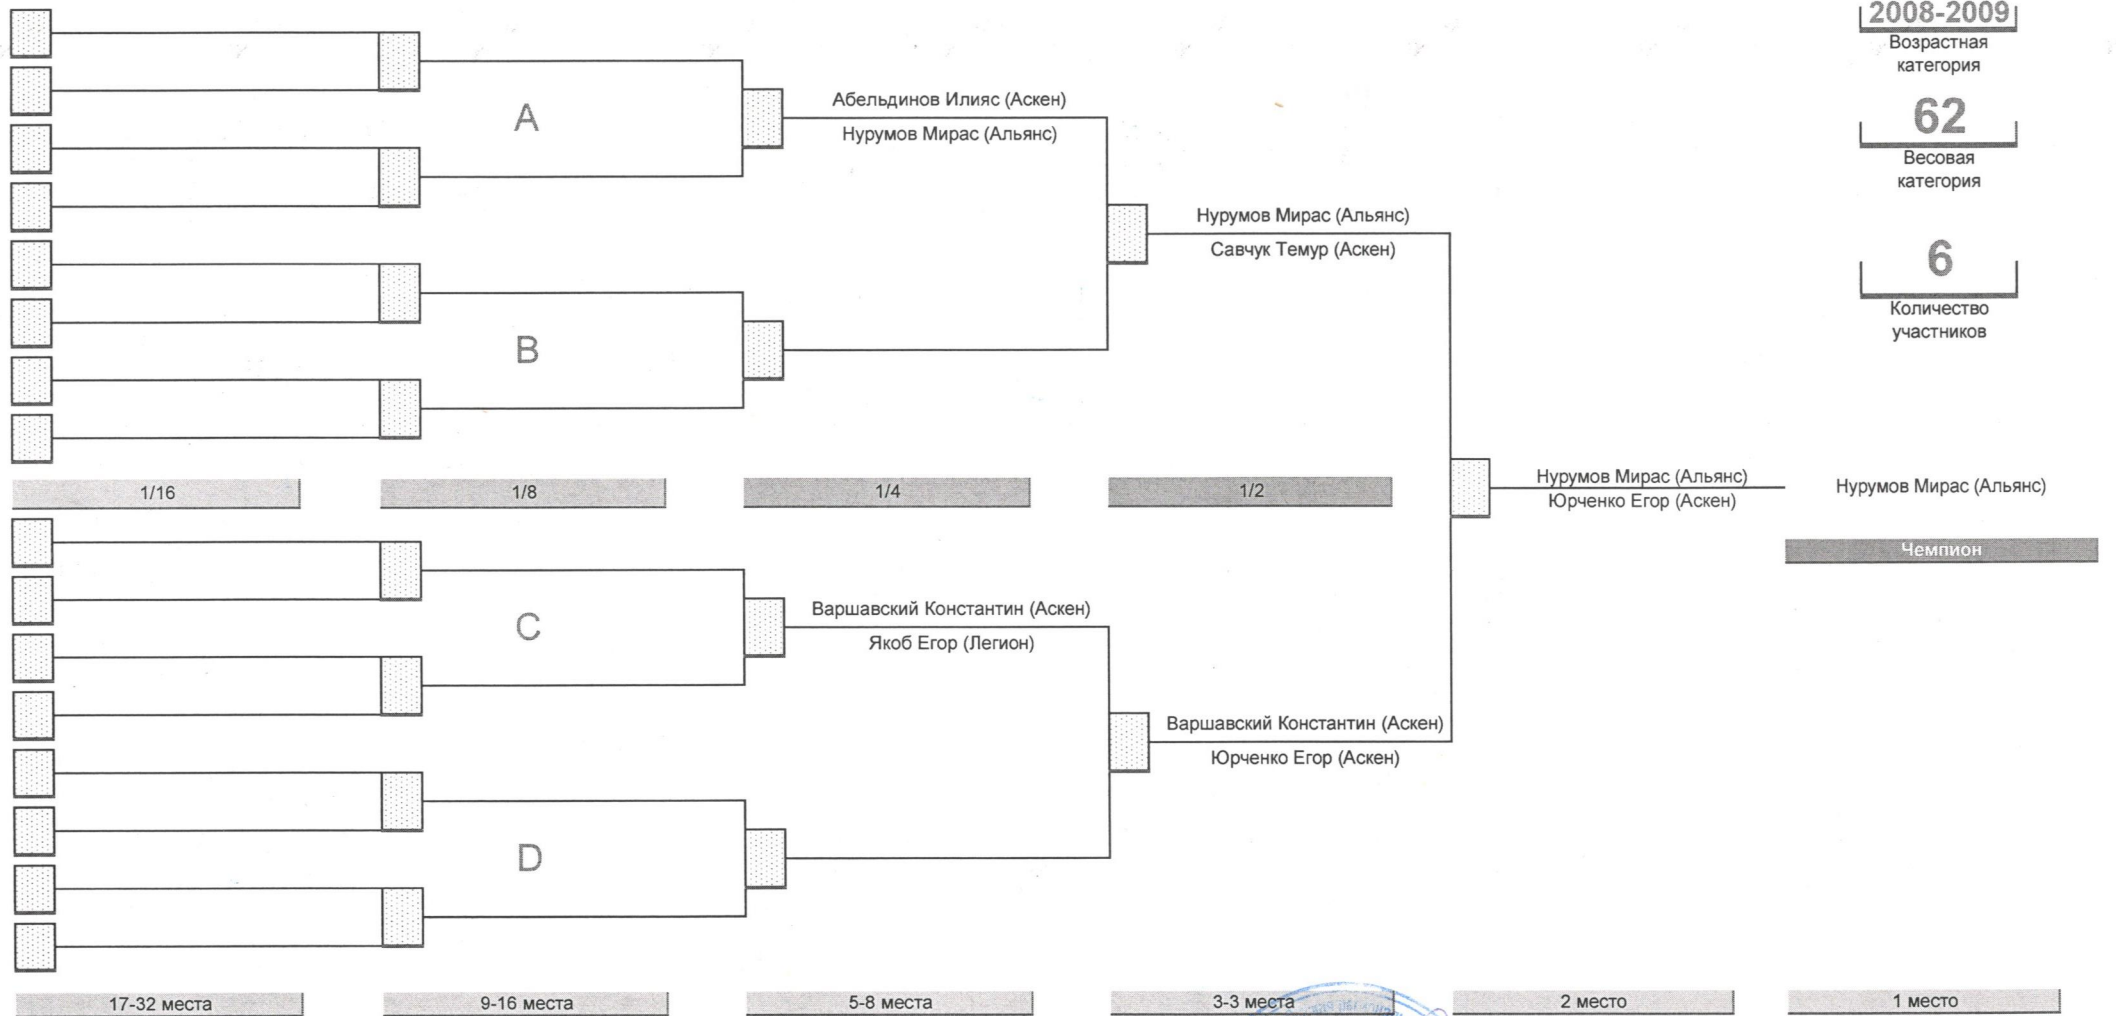 2008-2009
Возрастная
категория
62
Весовая
категория
6
Количество
участников
A
Абельдинов Илияс (Аскен)
Нурумов Мирас (Альянс)
Нурумов Мирас (Альянс)
Савчук Темур (Аскен)
B
1/16
1/8
1/4
1/2
Нурумов Мирас (Альянс)
Юрченко Егор (Аскен)
Нурумов Мирас (Альянс)
Чемпион
C
Варшавский Константин (Аскен)
Якоб Егор (Легион)
Варшавский Константин (Аскен)
Юрченко Егор (Аскен)
D
17-32 места
9-16 места
5-8 места
3-3 места
2 место
1 место